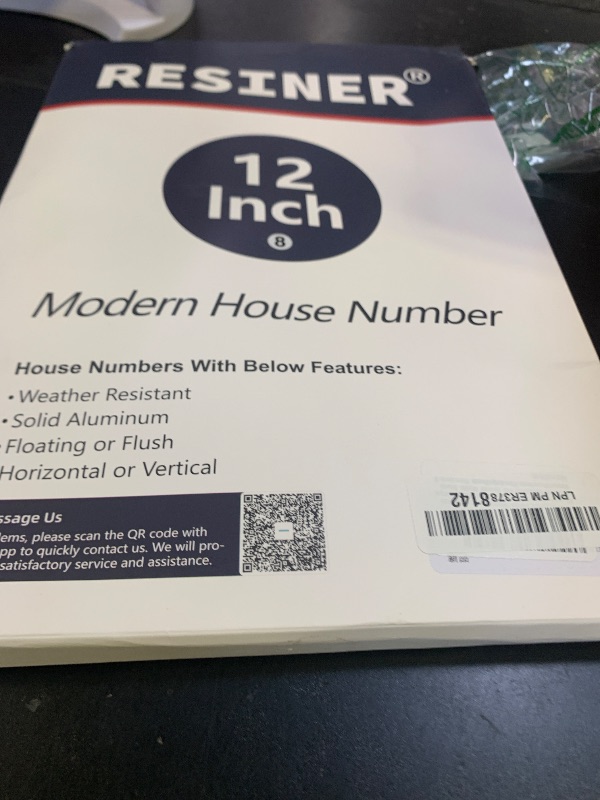 RESINER®
12
Inch
8
Modern House Number
House Numbers With Below Features:
• Weather Resistant
• Solid Aluminum
Floating or Flush
Horizontal or Vertical
ssage Us
lems, please scan the QR code with
pp to quickly contact us. We will pro-
satisfactory service and assistance.
LPN PM ER3788142